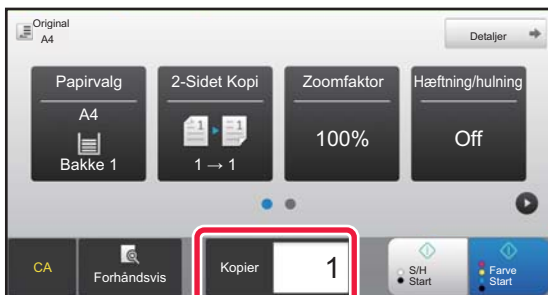 Original
A4
Detaljer
Papirvalg
A4
Bakke 1
2-Sidet Kopi
1 → 1
Zoomfaktor
100%
Hæftning/hulning
Off
CA
Forhåndsvis
Kopier
1
S/H
Start
Farve
Start